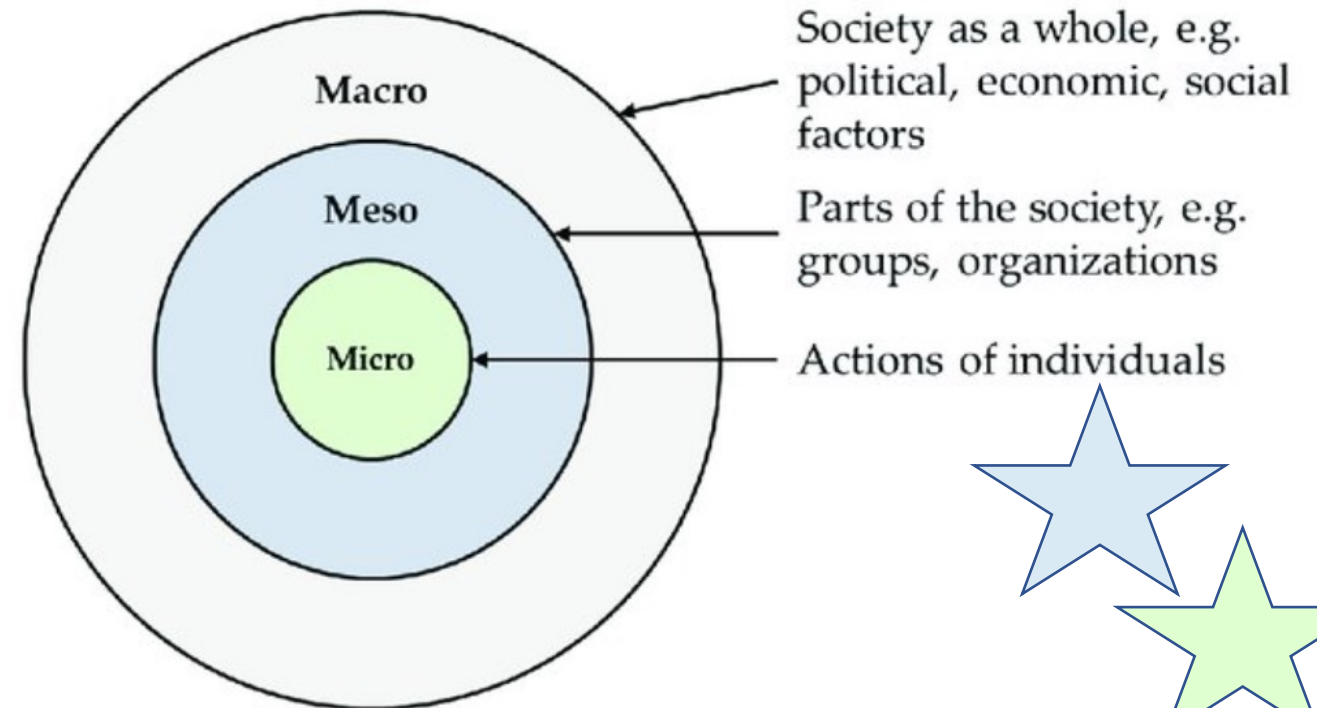 Macro
Meso
Micro
Society as a whole, e.g.
political, economic, social
factors
Parts of the society, e.g.
groups, organizations
Actions of individuals